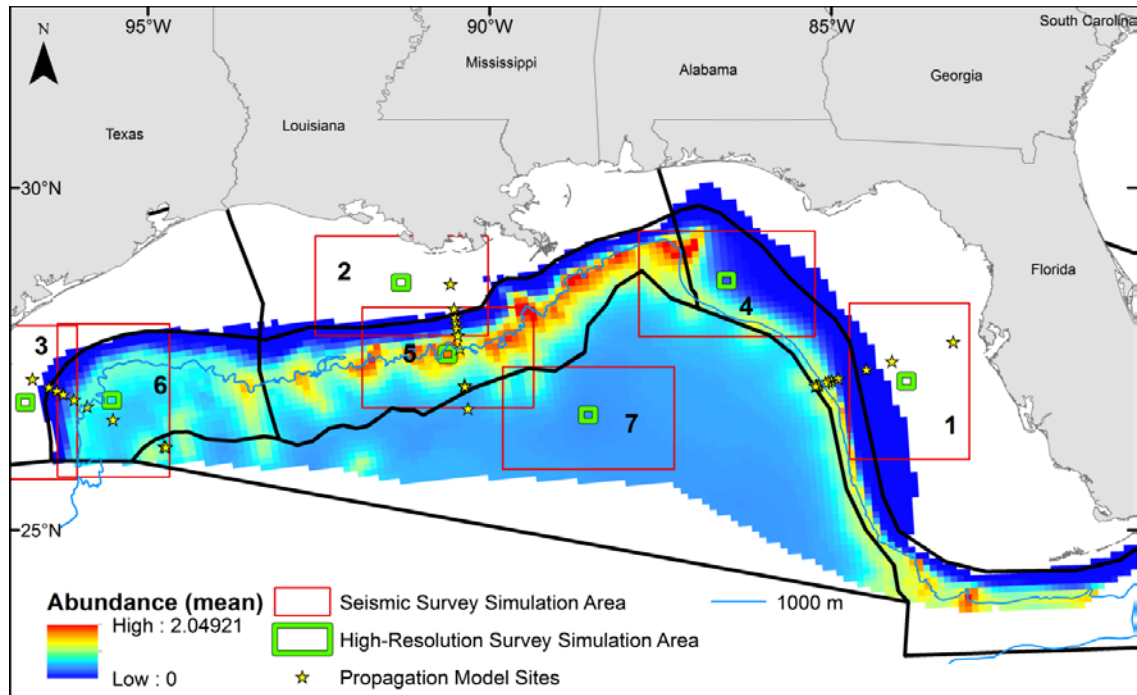 95°W 90°W 85°W
N
South Carolina
Mississippi Alabama Georgia
Texas Louisiana
30°N
Florida
2
4
3 5
6
7 1
25°N
Abundance (mean)
High : 2.04921
Low : 0
Seismic Survey Simulation Area
1000 m
High-Resolution Survey Simulation Area
Propagation Model Sites